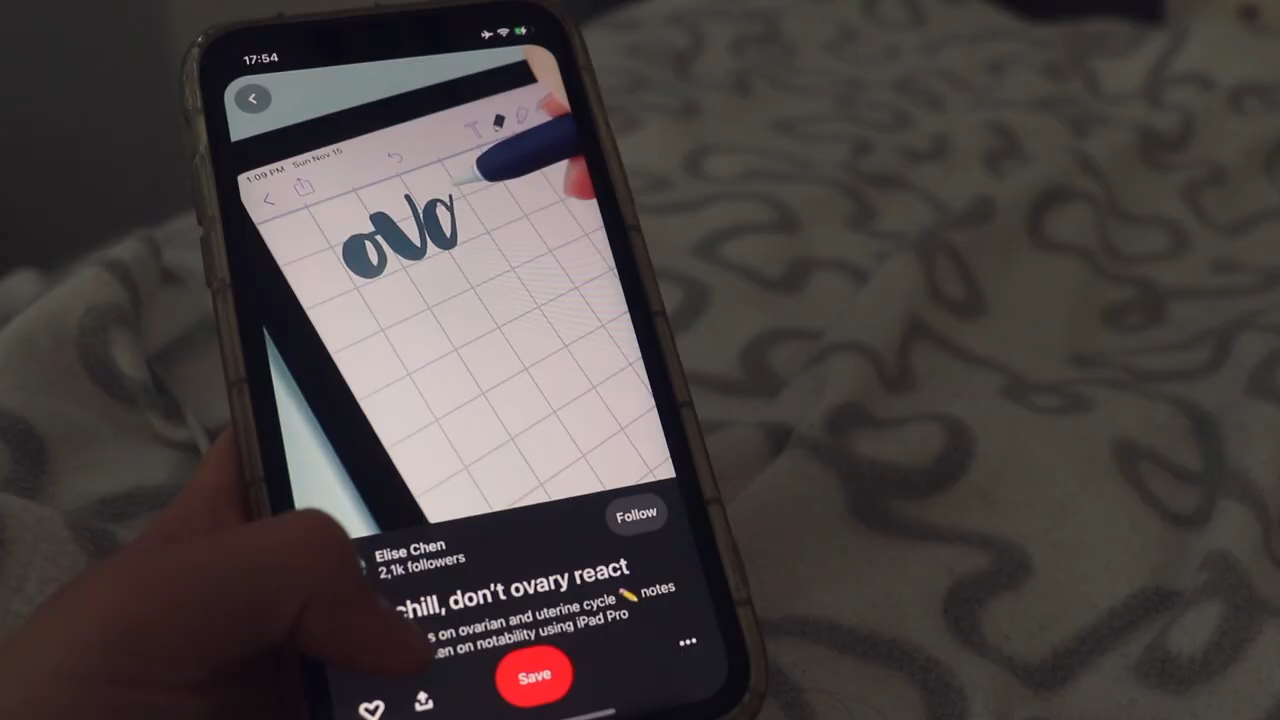 17:54
1:09 PM Sun Nov 15
T
ovo
Follow
Elise Chen
2,1k followers
chill, don't ovary react
s on ovarian and uterine cycle ✏️ notes
en on notability using iPad Pro
Save